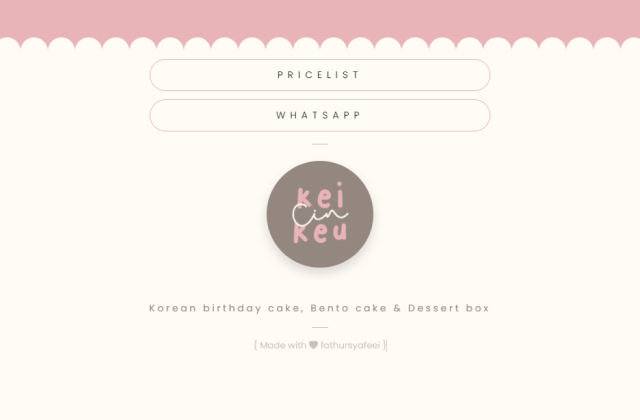 PRICELIST
WHATSAPP
kei
Cin
keu
Korean birthday cake, Bento cake & Dessert box
{ Made with 🖤 fathursyafeei }|